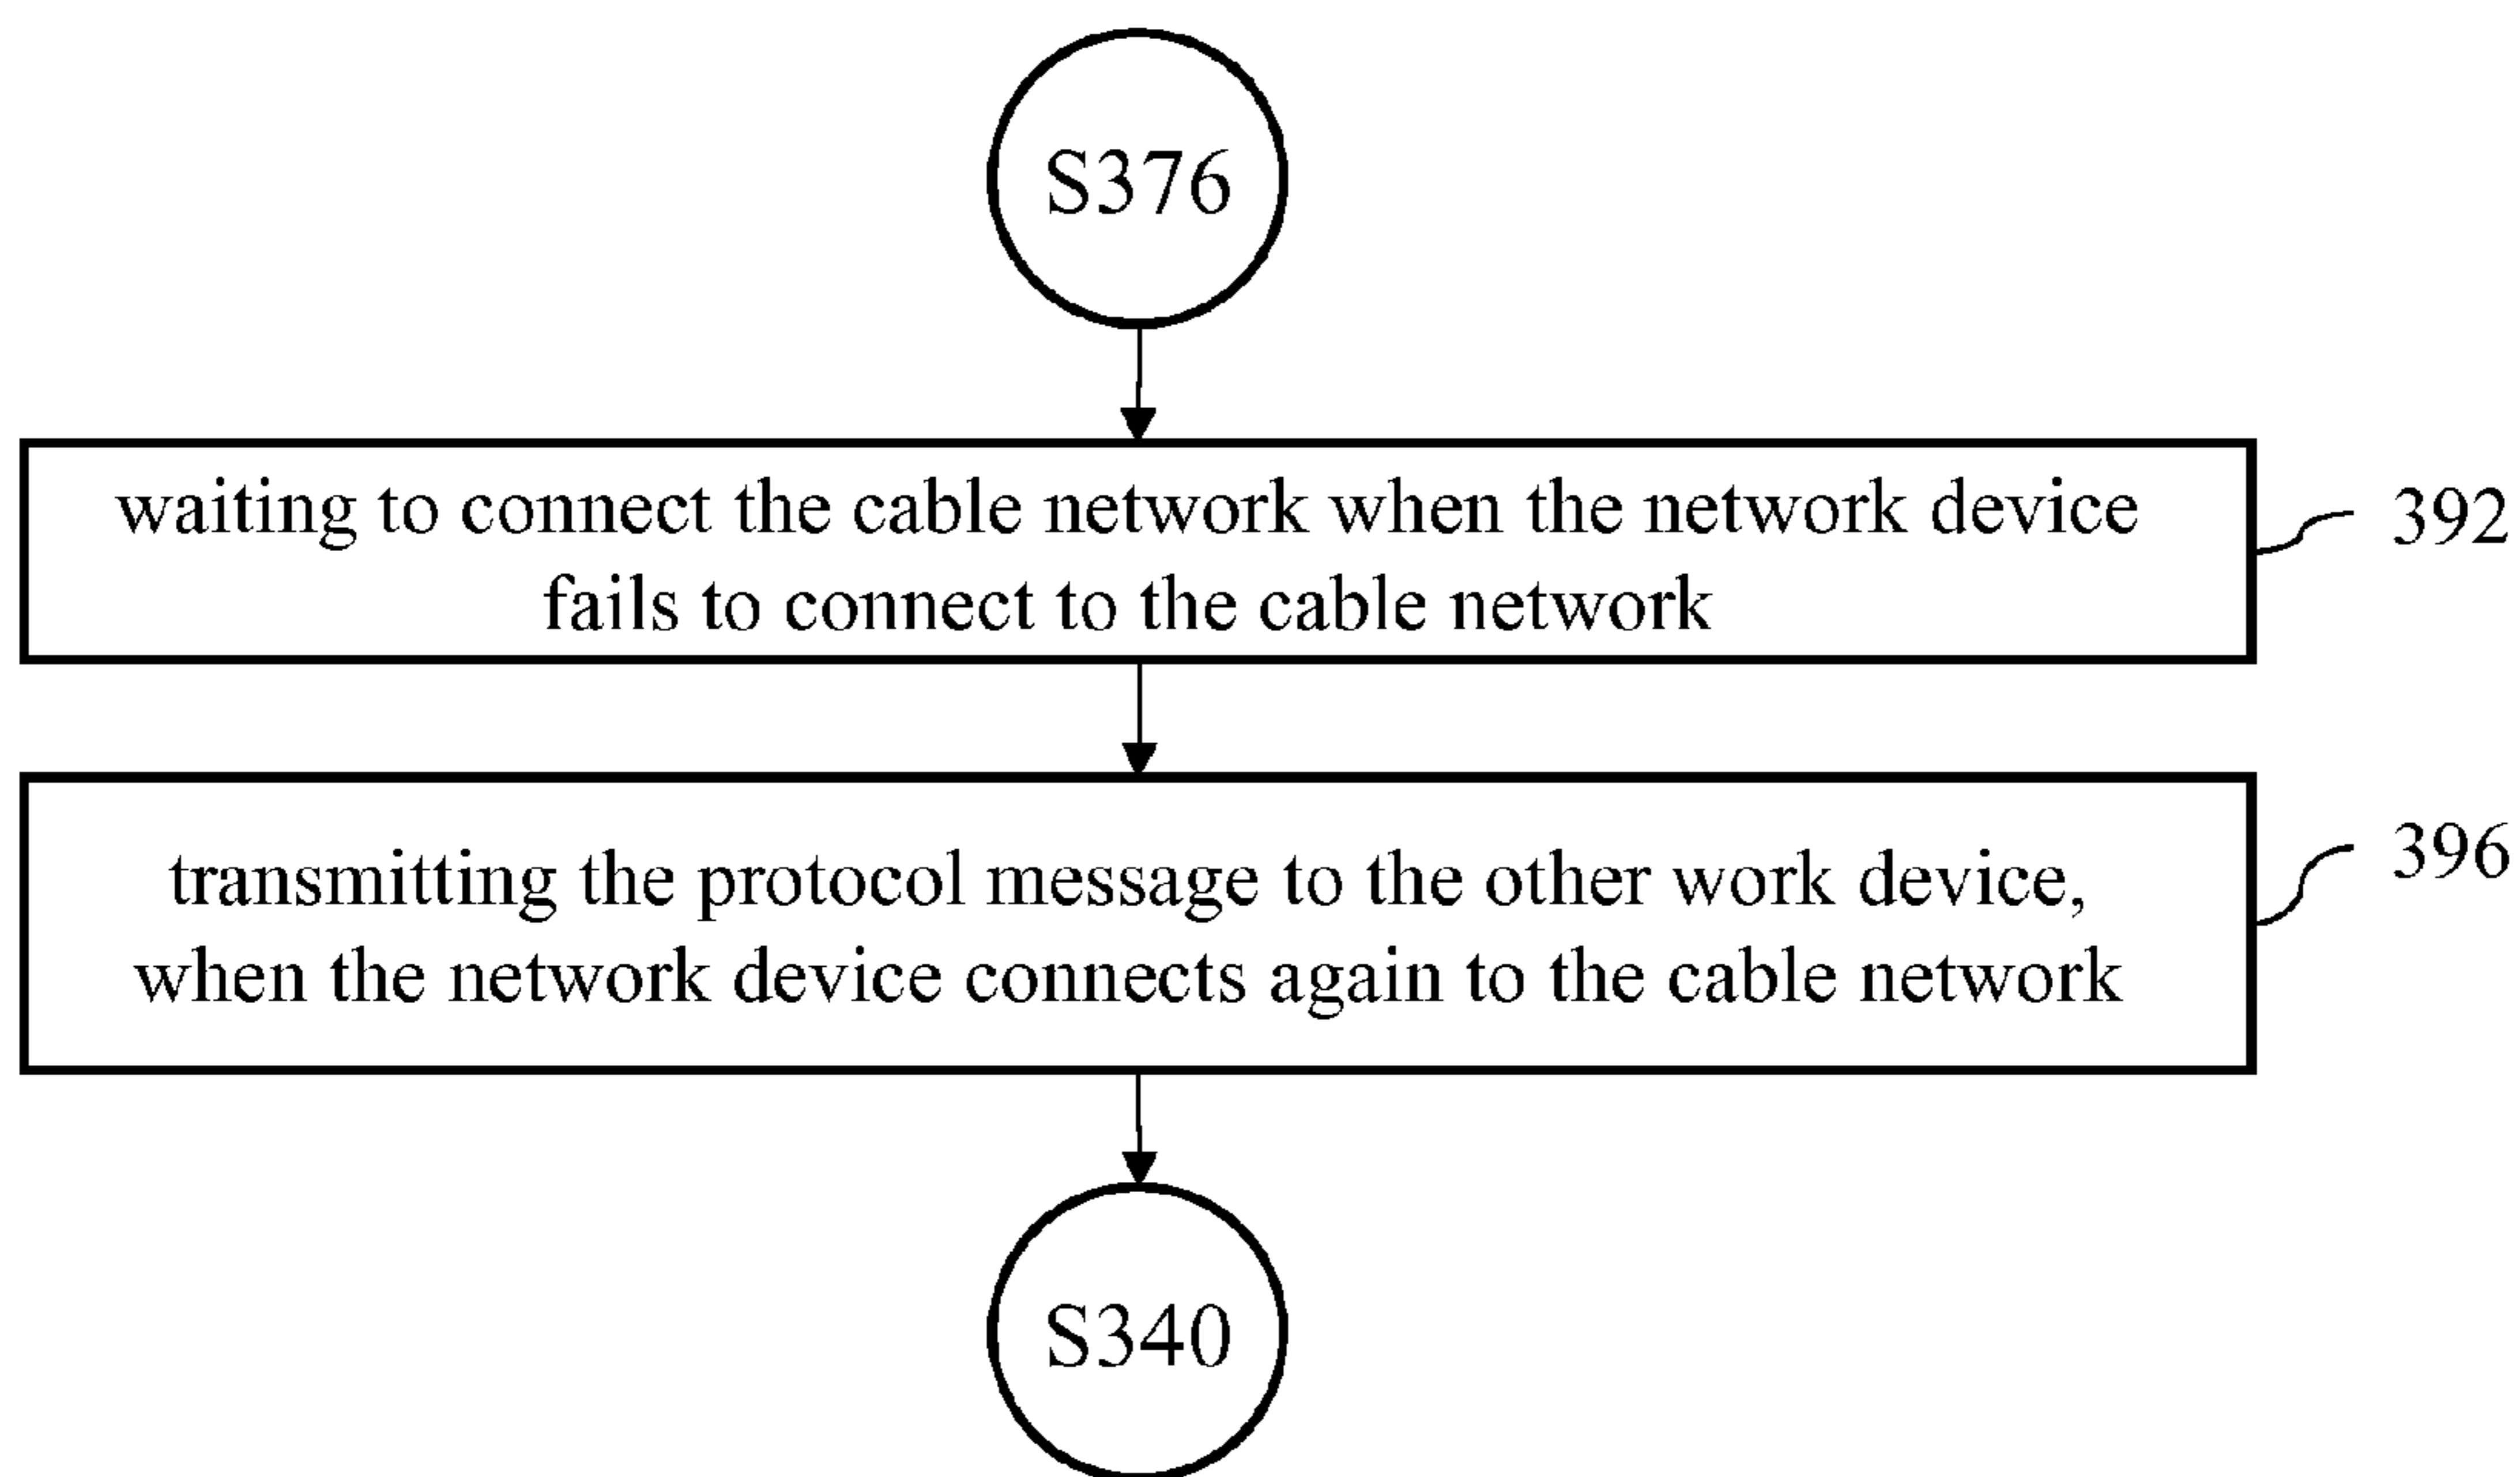 S376
waiting to connect the cable network when the network device
fails to connect to the cable network
392
transmitting the protocol message to the other work device,
when the network device connects again to the cable network
396
S340